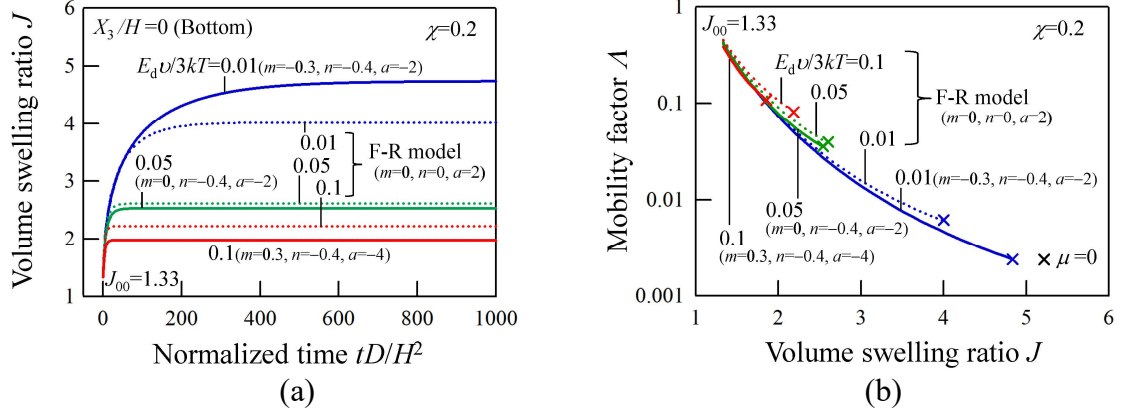 X₃/H=0 (Bottom)
χ=0.2
E_dυ/3kT=0.01(m=−0.3, n=−0.4, a=−2)
0.01
0.05
0.1
F-R model
(m=0, n=0, a=2)
0.05
(m=0, n=−0.4, a=−2)
0.1(m=0.3, n=−0.4, a=−4)
J₀₀=1.33
Volume swelling ratio J
6
5
4
3
2
1
0
200
400
600
800
1000
Normalized time tD/H²
(a)
J₀₀=1.33
χ=0.2
E_dυ/3kT=0.1
0.05
0.01
F-R model
(m=0, n=0, a=2)
0.01(m=−0.3, n=−0.4, a=−2)
0.05
(m=0, n=−0.4, a=−2)
0.1
(m=0.3, n=−0.4, a=−4)
× μ=0
Mobility factor Λ
1
0.1
0.01
0.001
1
2
3
4
5
6
Volume swelling ratio J
(b)